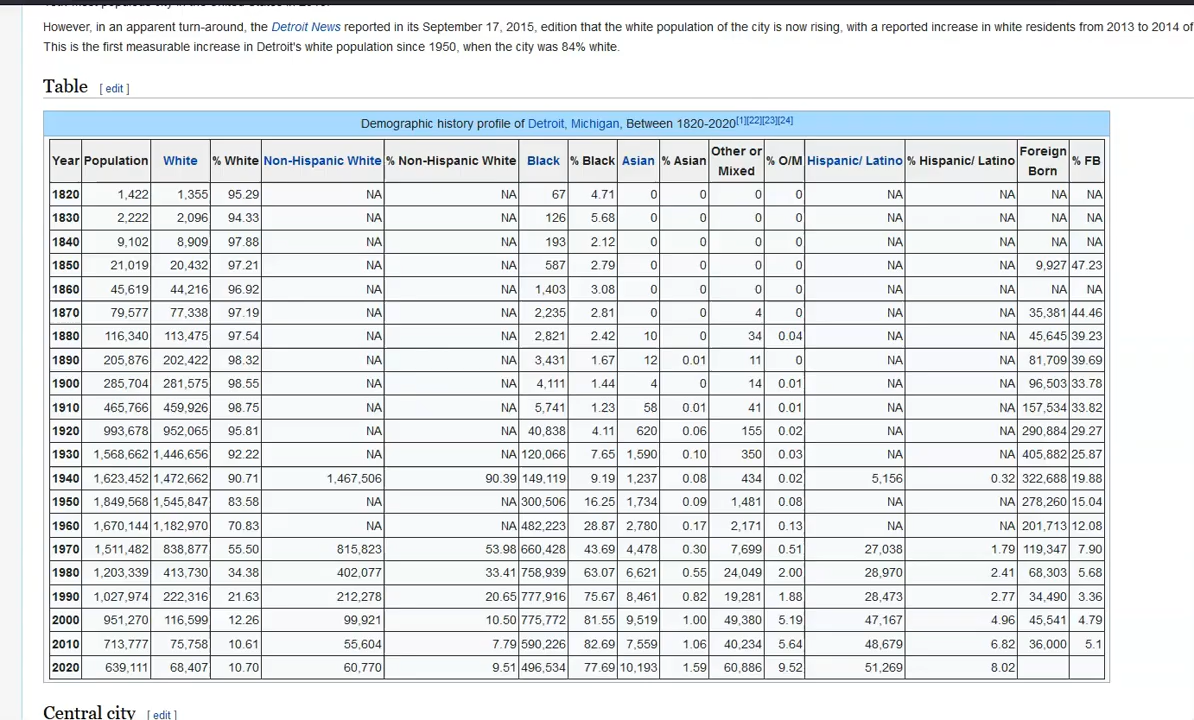 However, in an apparent turn-around, the Detroit News reported in its September 17, 2015, edition that the white population of the city is now rising, with a reported increase in white residents from 2013 to 2014 of
This is the first measurable increase in Detroit's white population since 1950, when the city was 84% white.
Table [ edit ]
Demographic history profile of Detroit, Michigan, Between 1820-2020[1][22][23][24]
Year Population White % White Non-Hispanic White % Non-Hispanic White Black % Black Asian % Asian Other or Mixed % O/M Hispanic/ Latino % Hispanic/ Latino Foreign Born % FB
1820 1,422 1,355 95.29 NA NA 67 4.71 0 0 0 0 NA NA NA NA
1830 2,222 2,096 94.33 NA NA 126 5.68 0 0 0 0 NA NA NA NA
1840 9,102 8,909 97.88 NA NA 193 2.12 0 0 0 0 NA NA NA NA
1850 21,019 20,432 97.21 NA NA 587 2.79 0 0 0 0 NA NA 9,927 47.23
1860 45,619 44,216 96.92 NA NA 1,403 3.08 0 0 0 0 NA NA NA NA
1870 79,577 77,338 97.19 NA NA 2,235 2.81 0 0 4 0 NA NA 35,381 44.46
1880 116,340 113,475 97.54 NA NA 2,821 2.42 10 0 34 0.04 NA NA 45,645 39.23
1890 205,876 202,422 98.32 NA NA 3,431 1.67 12 0.01 11 0 NA NA 81,709 39.69
1900 285,704 281,575 98.55 NA NA 4,111 1.44 4 0 14 0.01 NA NA 96,503 33.78
1910 465,766 459,926 98.75 NA NA 5,741 1.23 58 0.01 41 0.01 NA NA 157,534 33.82
1920 993,678 952,065 95.81 NA NA 40,838 4.11 620 0.06 155 0.02 NA NA 290,884 29.27
1930 1,568,662 1,446,656 92.22 NA NA 120,066 7.65 1,590 0.10 350 0.03 NA NA 405,882 25.87
1940 1,623,452 1,472,662 90.71 1,467,506 90.39 149,119 9.19 1,237 0.08 434 0.02 5,156 0.32 322,688 19.88
1950 1,849,568 1,545,847 83.58 NA NA 300,506 16.25 1,734 0.09 1,481 0.08 NA NA 278,260 15.04
1960 1,670,144 1,182,970 70.83 NA NA 482,223 28.87 2,780 0.17 2,171 0.13 NA NA 201,713 12.08
1970 1,511,482 838,877 55.50 815,823 53.98 660,428 43.69 4,478 0.30 7,699 0.51 27,038 1.79 119,347 7.90
1980 1,203,339 413,730 34.38 402,077 33.41 758,939 63.07 6,621 0.55 24,049 2.00 28,970 2.41 68,303 5.68
1990 1,027,974 222,316 21.63 212,278 20.65 777,916 75.67 8,461 0.82 19,281 1.88 28,473 2.77 34,490 3.36
2000 951,270 116,599 12.26 99,921 10.50 775,772 81.55 9,519 1.00 49,380 5.19 47,167 4.96 45,541 4.79
2010 713,777 75,758 10.61 55,604 7.79 590,226 82.69 7,559 1.06 40,234 5.64 48,679 6.82 36,000 5.1
2020 639,111 68,407 10.70 60,770 9.51 496,534 77.69 10,193 1.59 60,886 9.52 51,269 8.02
Central city [ edit ]